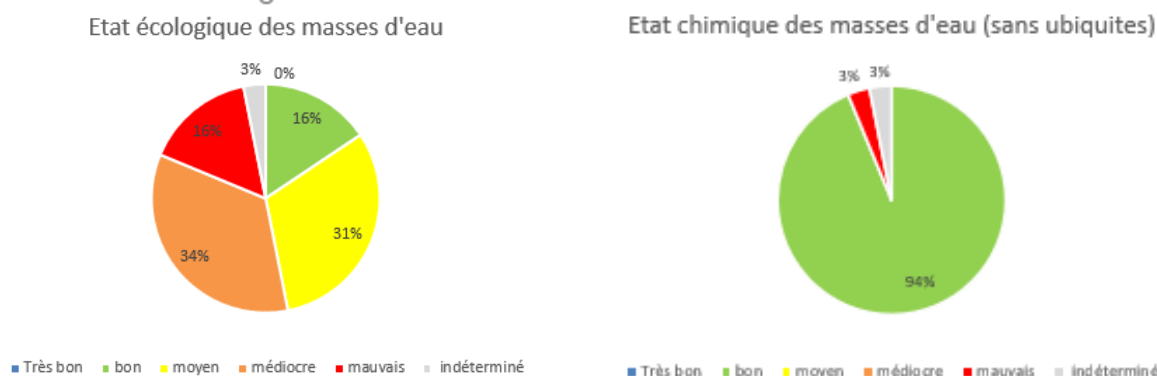 Etat écologique des masses d'eau
3% 0%
16%
16%
31%
34%
Très bon bon moyen médiocre mauvais indéterminé
Etat chimique des masses d'eau (sans ubiquites)
3% 3%
94%
Très bon bon moyen médiocre mauvais indéterminé